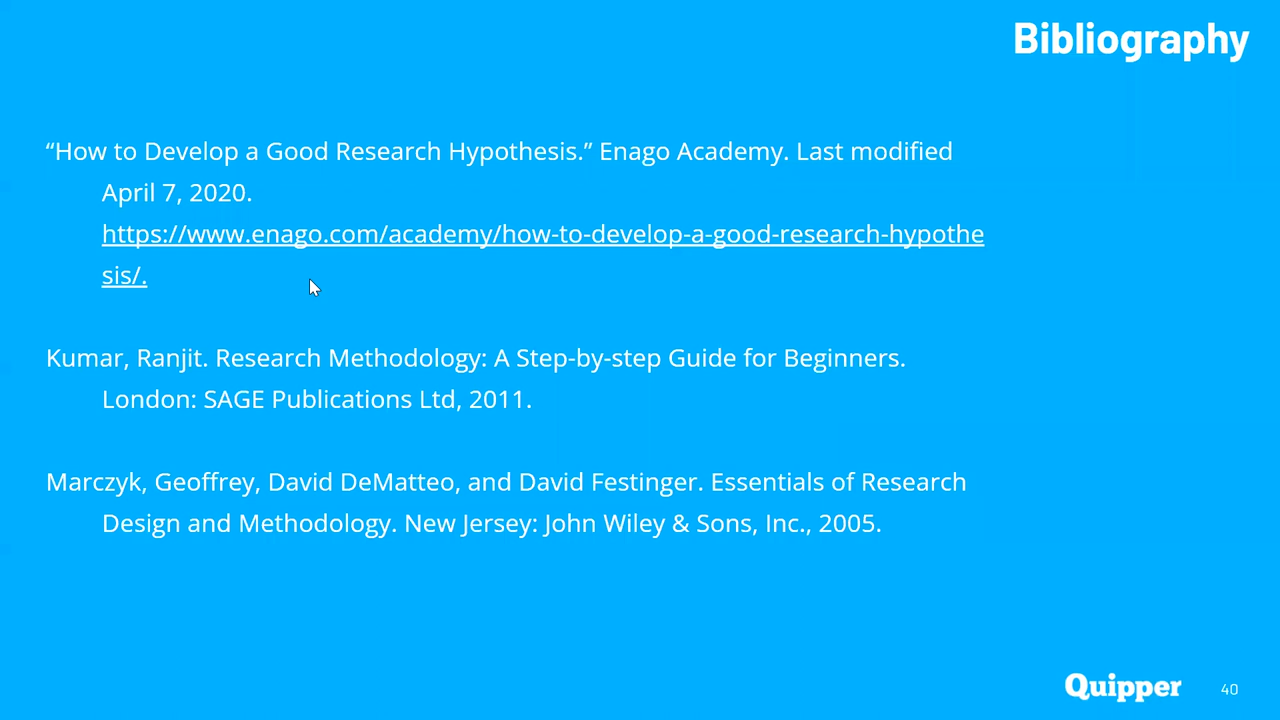 Bibliography
“How to Develop a Good Research Hypothesis.” Enago Academy. Last modified
April 7, 2020.
https://www.enago.com/academy/how-to-develop-a-good-research-hypothe
sis/.
Kumar, Ranjit. Research Methodology: A Step-by-step Guide for Beginners.
London: SAGE Publications Ltd, 2011.
Marczyk, Geoffrey, David DeMatteo, and David Festinger. Essentials of Research
Design and Methodology. New Jersey: John Wiley & Sons, Inc., 2005.
Quipper
40